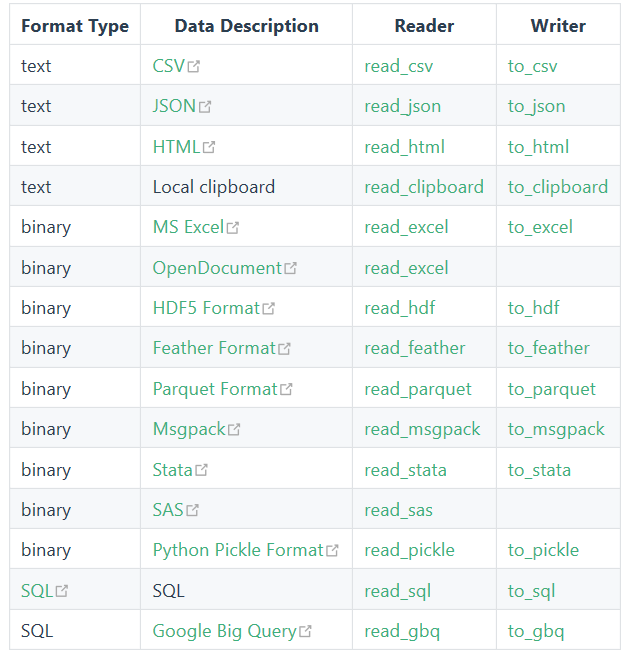 Format Type Data Description Reader Writer
text CSV read_csv to_csv
text JSON read_json to_json
text HTML read_html to_html
text Local clipboard read_clipboard to_clipboard
binary MS Excel read_excel to_excel
binary OpenDocument read_excel
binary HDF5 Format read_hdf to_hdf
binary Feather Format read_feather to_feather
binary Parquet Format read_parquet to_parquet
binary Msgpack read_msgpack to_msgpack
binary Stata read_stata to_stata
binary SAS read_sas
binary Python Pickle Format read_pickle to_pickle
SQL SQL read_sql to_sql
SQL Google Big Query read_gbq to_gbq